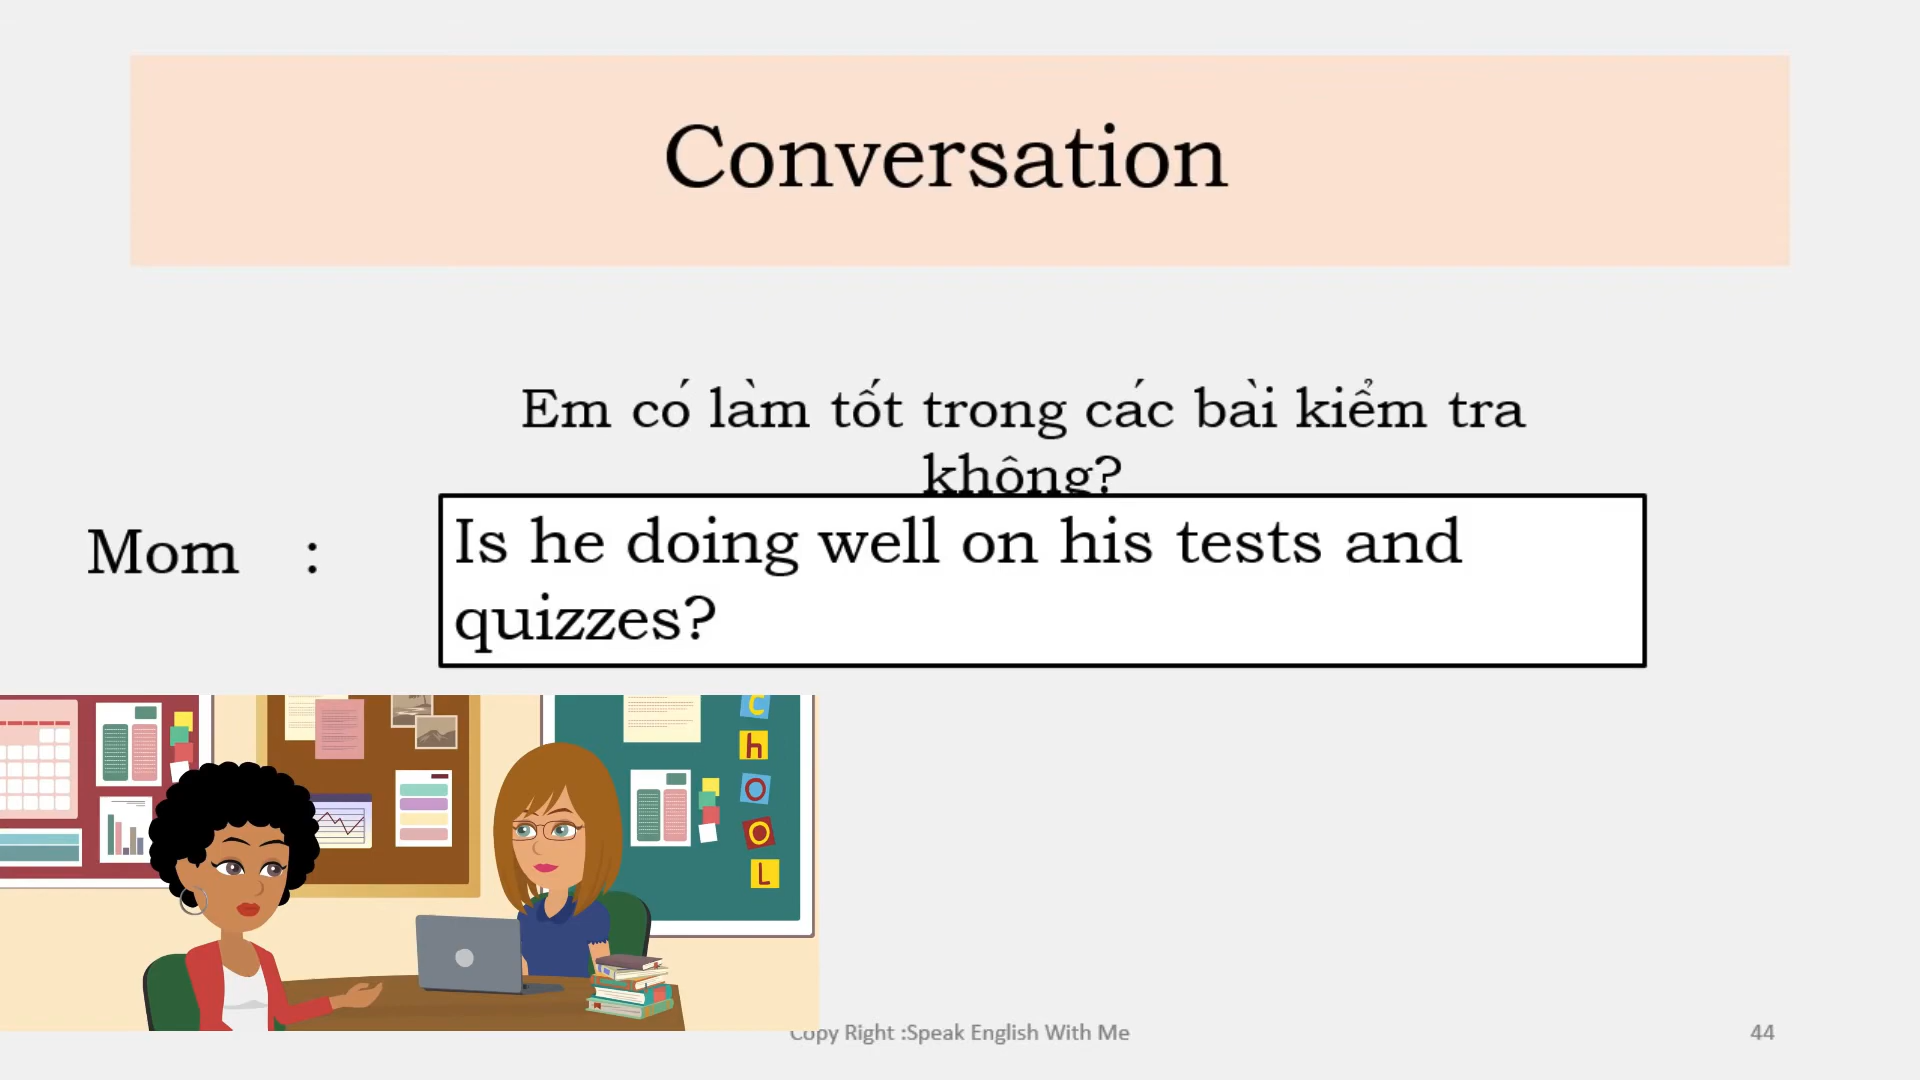 Conversation
Em có làm tốt trong các bài kiểm tra
không?
Mom :
Is he doing well on his tests and
quizzes?
c
h
O
O
L
Copy Right :Speak English With Me
44